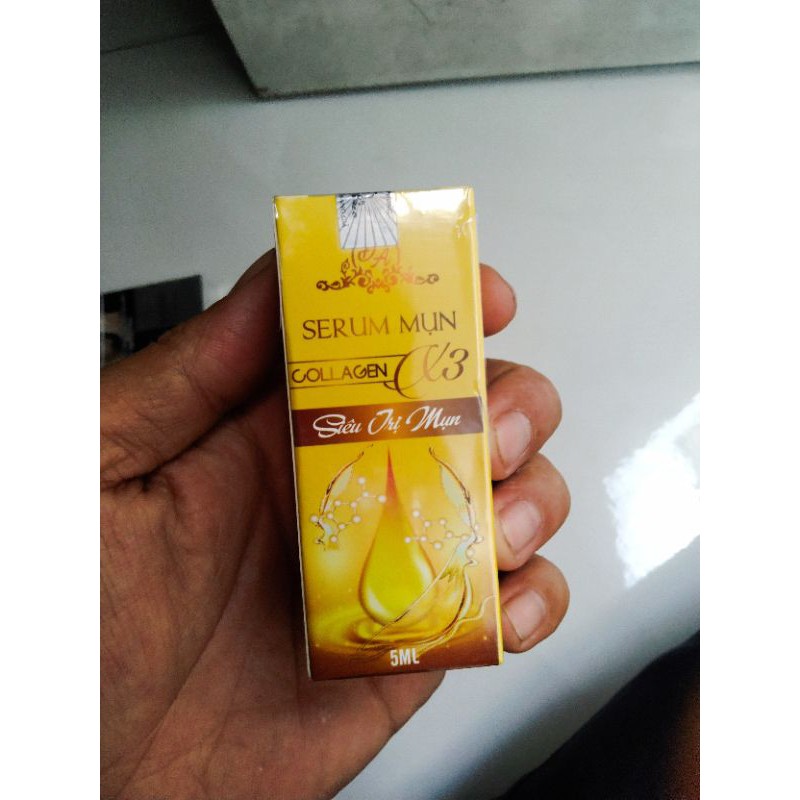 SERUM MỤN
COLLAGEN X3
Siêu Trị Mụn
5ML